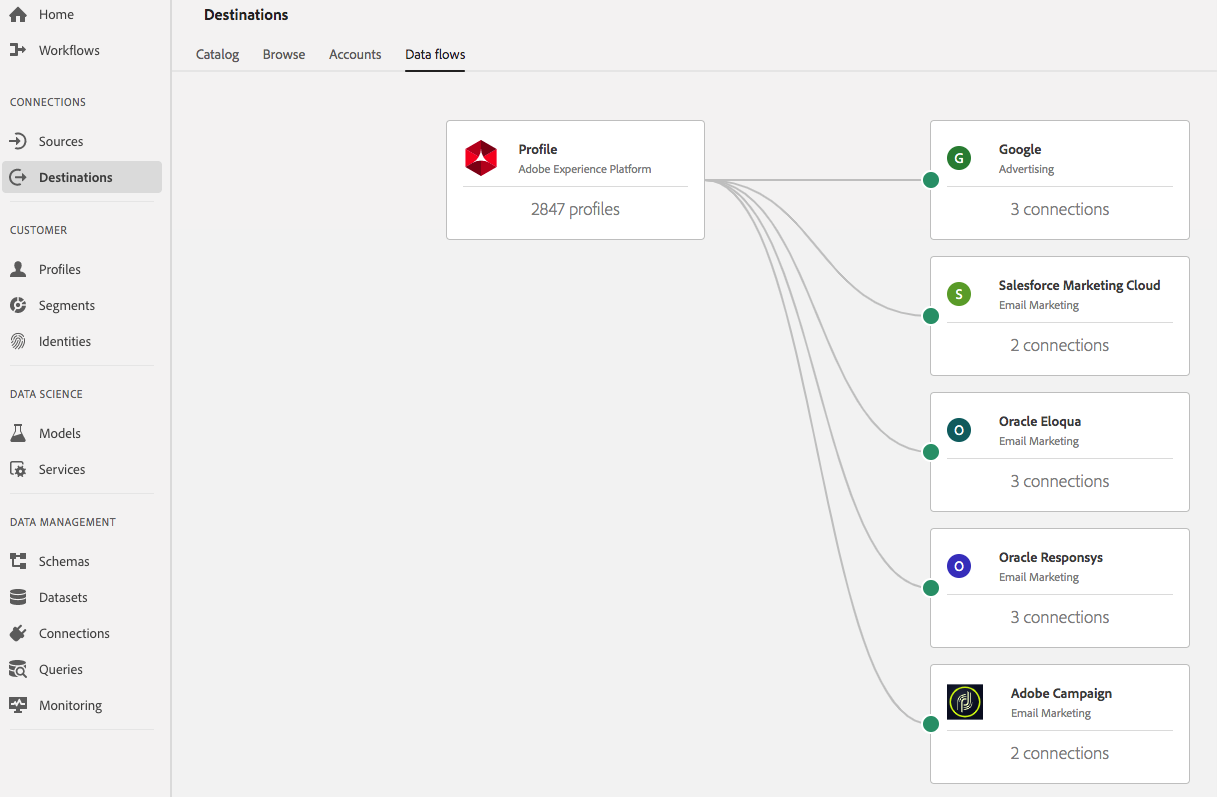 Home
Workflows
CONNECTIONS
Sources
Destinations
CUSTOMER
Profiles
Segments
Identities
DATA SCIENCE
Models
Services
DATA MANAGEMENT
Schemas
Datasets
Connections
Queries
Monitoring
Destinations
Catalog Browse Accounts Data flows
Profile
Adobe Experience Platform
2847 profiles
G
Google
Advertising
3 connections
S
Salesforce Marketing Cloud
Email Marketing
2 connections
O
Oracle Eloqua
Email Marketing
3 connections
O
Oracle Responsys
Email Marketing
3 connections
Adobe Campaign
Email Marketing
2 connections